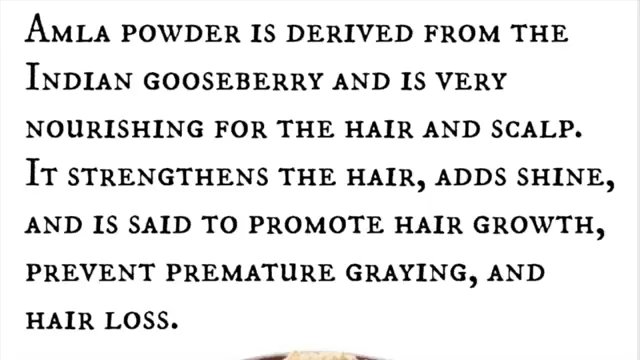 Amla powder is derived from the
Indian gooseberry and is very
nourishing for the hair and scalp.
It strengthens the hair, adds shine,
and is said to promote hair growth,
prevent premature graying, and
hair loss.